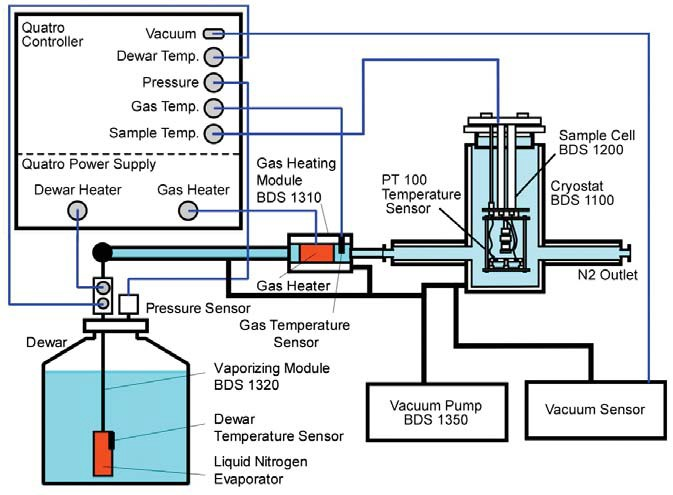 Quatro
Controller
Vacuum
Dewar Temp.
Pressure
Gas Temp.
Sample Temp.
Quatro Power Supply
Dewar Heater
Gas Heater
Gas Heating
Module
BDS 1310
PT 100
Temperature
Sensor
Sample Cell
BDS 1200
Cryostat
BDS 1100
N2 Outlet
Gas Heater
Pressure Sensor
Gas Temperature
Sensor
Dewar
Vaporizing Module
BDS 1320
Dewar
Temperature Sensor
Liquid Nitrogen
Evaporator
Vacuum Pump
BDS 1350
Vacuum Sensor